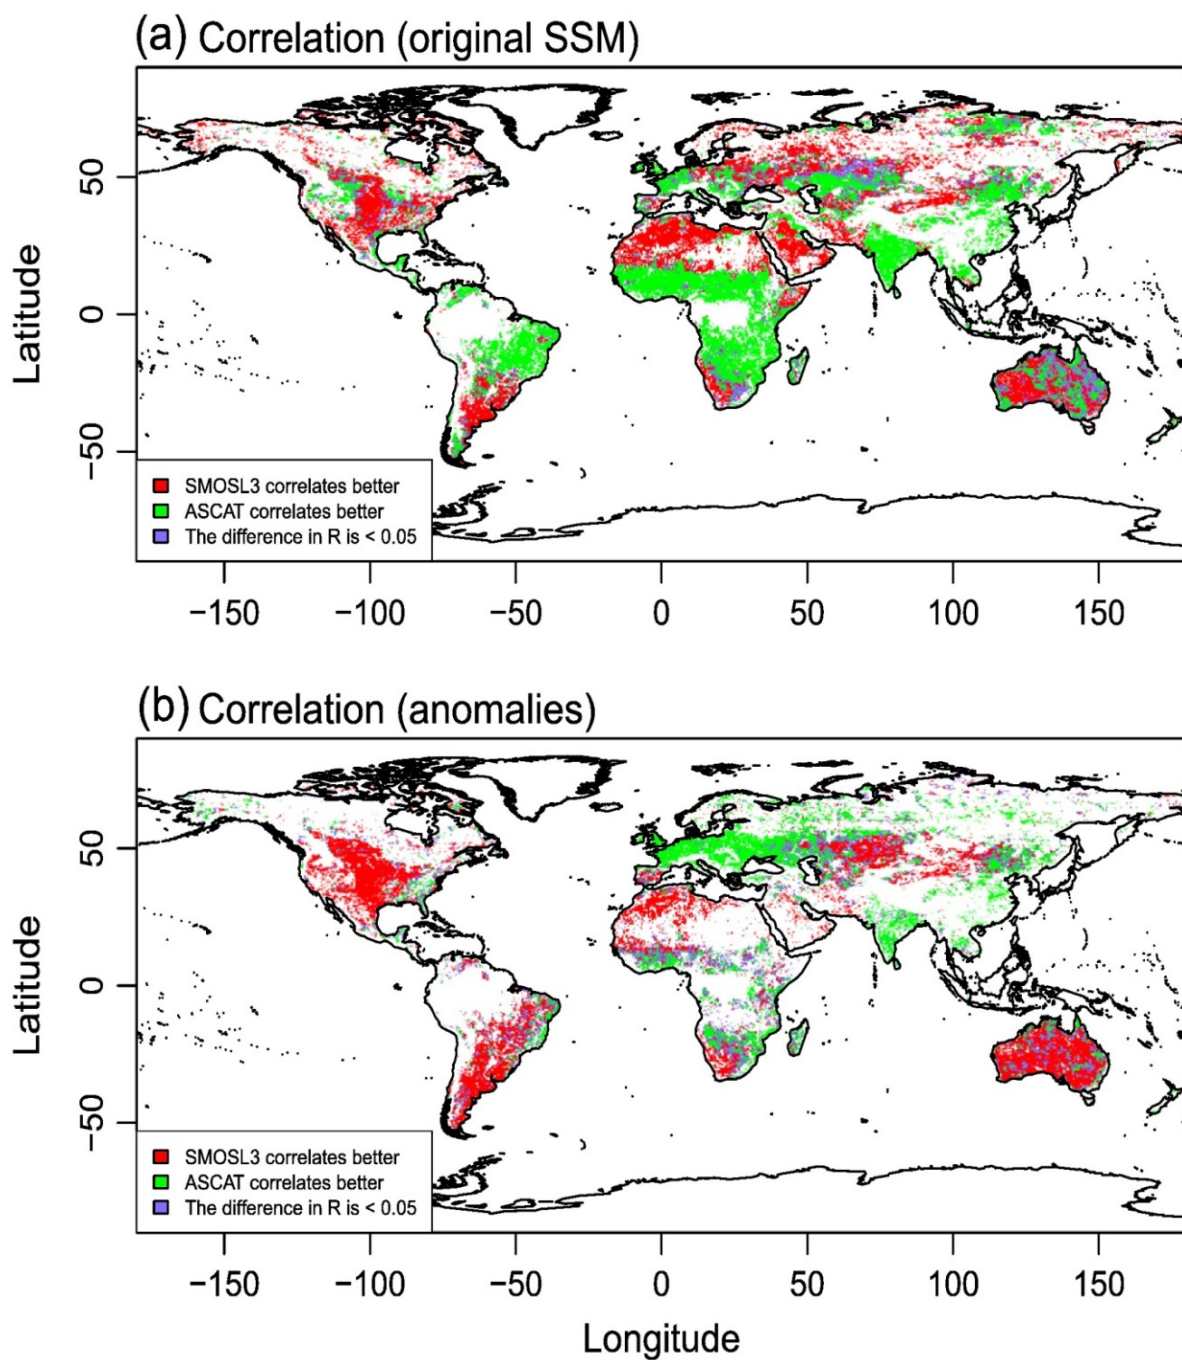 (a) Correlation (original SSM)
Latitude
50
0
−50
SMOSL3 correlates better
ASCAT correlates better
The difference in R is < 0.05
−150 −100 −50 0 50 100 150
(b) Correlation (anomalies)
Latitude
50
0
−50
SMOSL3 correlates better
ASCAT correlates better
The difference in R is < 0.05
−150 −100 −50 0 50 100 150
Longitude